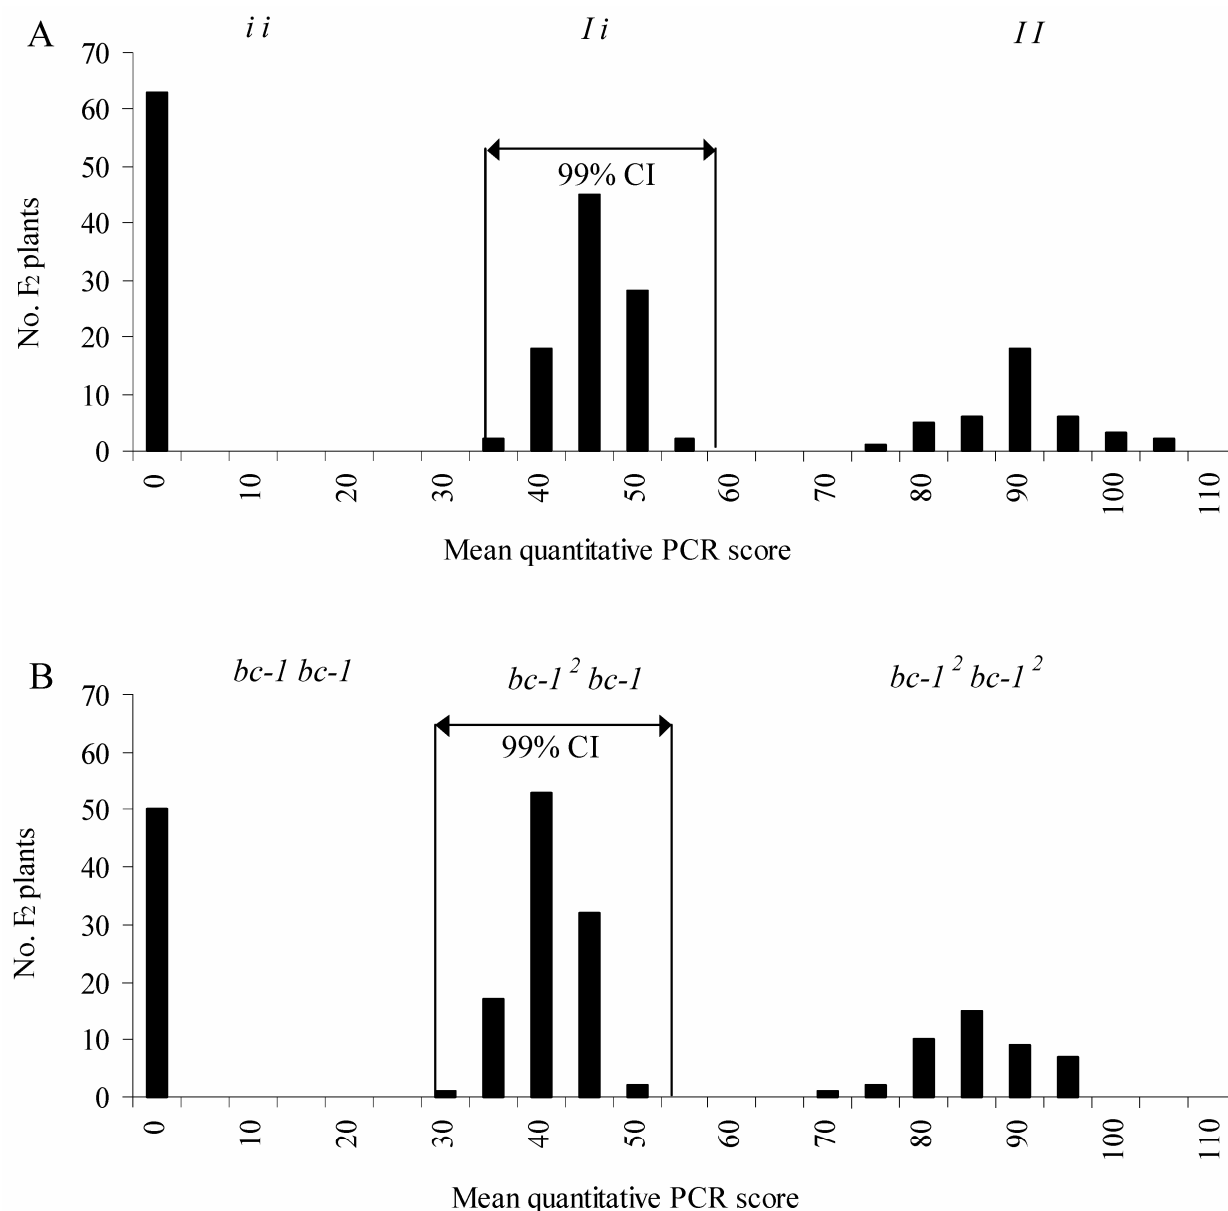 A
i i
I i
I I
70
60
50
40
30
20
10
0
No. F2 plants
99% CI
0 10 20 30 40 50 60 70 80 90 100 110
Mean quantitative PCR score
B
bc-1 bc-1
bc-1 2 bc-1
bc-1 2 bc-1 2
70
60
50
40
30
20
10
0
No. F2 plants
99% CI
0 10 20 30 40 50 60 70 80 90 100 110
Mean quantitative PCR score